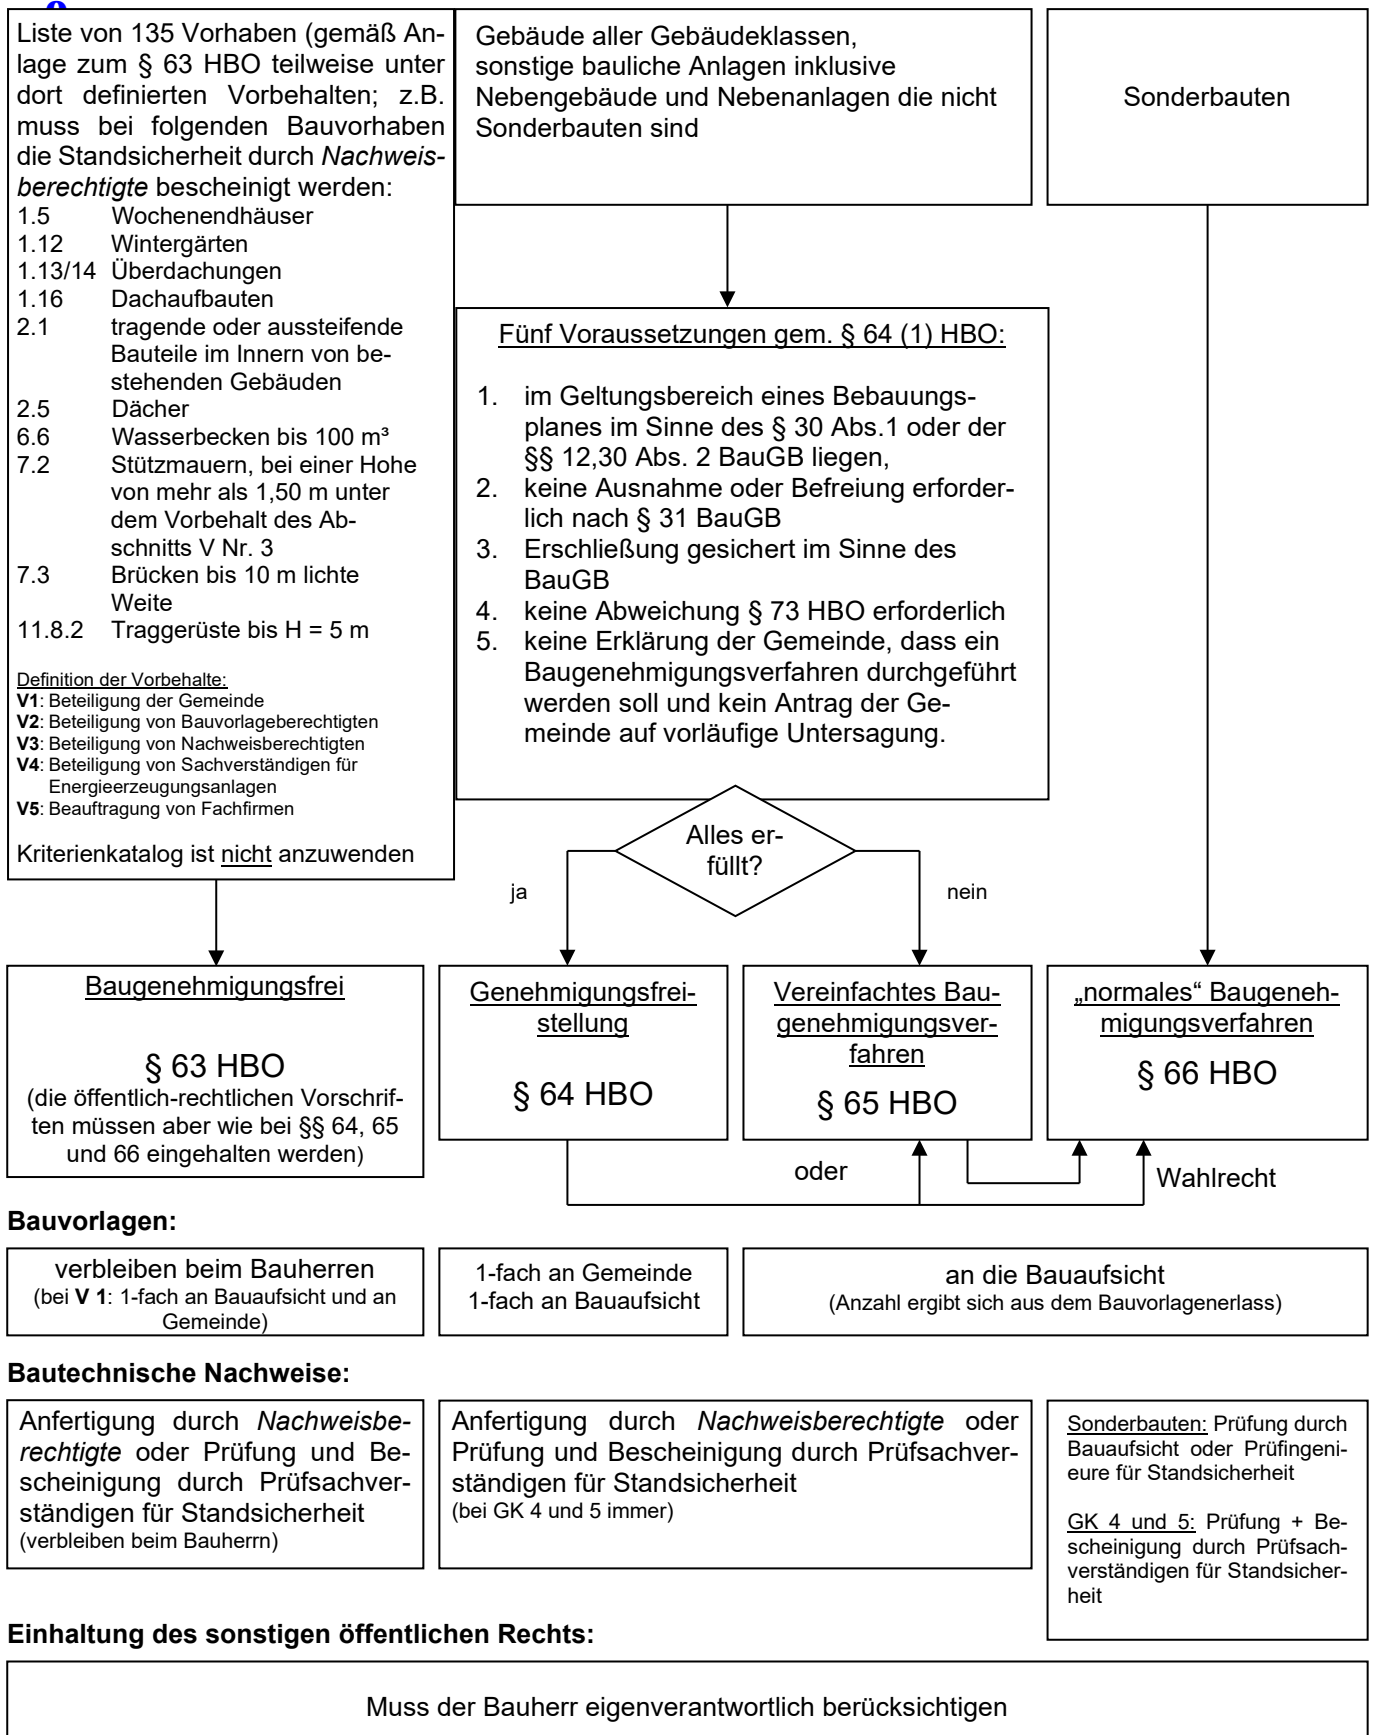 Liste von 135 Vorhaben (gemäß An-
lage zum § 63 HBO teilweise unter
dort definierten Vorbehalten; z.B.
muss bei folgenden Bauvorhaben
die Standsicherheit durch Nachweis-
berechtigte bescheinigt werden:
1.5 Wochenendhäuser
1.12 Wintergärten
1.13/14 Überdachungen
1.16 Dachaufbauten
2.1 tragende oder aussteifende
Bauteile im Innern von be-
stehenden Gebäuden
2.5 Dächer
6.6 Wasserbecken bis 100 m³
7.2 Stützmauern, bei einer Hohe
von mehr als 1,50 m unter
dem Vorbehalt des Ab-
schnitts V Nr. 3
7.3 Brücken bis 10 m lichte
Weite
11.8.2 Traggerüste bis H = 5 m
Definition der Vorbehalte:
V1: Beteiligung der Gemeinde
V2: Beteiligung von Bauvorlageberechtigten
V3: Beteiligung von Nachweisberechtigten
V4: Beteiligung von Sachverständigen für
Energieerzeugungsanlagen
V5: Beauftragung von Fachfirmen
Kriterienkatalog ist nicht anzuwenden
Gebäude aller Gebäudeklassen,
sonstige bauliche Anlagen inklusive
Nebengebäude und Nebenanlagen die nicht
Sonderbauten sind
Sonderbauten
Fünf Voraussetzungen gem. § 64 (1) HBO:
1. im Geltungsbereich eines Bebauungs-
planes im Sinne des § 30 Abs.1 oder der
§§ 12,30 Abs. 2 BauGB liegen,
2. keine Ausnahme oder Befreiung erforder-
lich nach § 31 BauGB
3. Erschließung gesichert im Sinne des
BauGB
4. keine Abweichung § 73 HBO erforderlich
5. keine Erklärung der Gemeinde, dass ein
Baugenehmigungsverfahren durchgeführt
werden soll und kein Antrag der Ge-
meinde auf vorläufige Untersagung.
Alles er-
füllt?
ja
nein
Baugenehmigungsfrei
§ 63 HBO
(die öffentlich-rechtlichen Vorschrif-
ten müssen aber wie bei §§ 64, 65
und 66 eingehalten werden)
Genehmigungsfrei-
stellung
§ 64 HBO
Vereinfachtes Bau-
genehmigungsver-
fahren
§ 65 HBO
„normales“ Baugeneh-
migungsverfahren
§ 66 HBO
oder
Wahlrecht
Bauvorlagen:
verbleiben beim Bauherren
(bei V 1: 1-fach an Bauaufsicht und an
Gemeinde)
1-fach an Gemeinde
1-fach an Bauaufsicht
an die Bauaufsicht
(Anzahl ergibt sich aus dem Bauvorlagenerlass)
Bautechnische Nachweise:
Anfertigung durch Nachweisbe-
rechtigte oder Prüfung und Be-
scheinigung durch Prüfsachver-
ständigen für Standsicherheit
(verbleiben beim Bauherrn)
Anfertigung durch Nachweisberechtigte oder
Prüfung und Bescheinigung durch Prüfsachver-
ständigen für Standsicherheit
(bei GK 4 und 5 immer)
Sonderbauten: Prüfung durch
Bauaufsicht oder Prüfingeni-
eure für Standsicherheit
GK 4 und 5: Prüfung + Be-
scheinigung durch Prüfsach-
verständigen für Standsicher-
heit
Einhaltung des sonstigen öffentlichen Rechts:
Muss der Bauherr eigenverantwortlich berücksichtigen